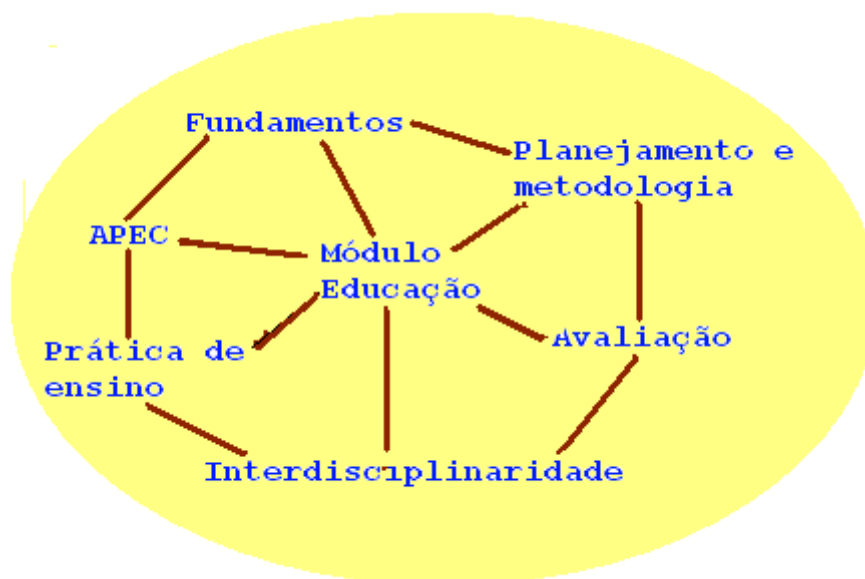 Fundamentos
Planejamento e
metodologia
APEC
Módulo
Educação
Avaliação
Prática de
ensino
Interdisciplinaridade